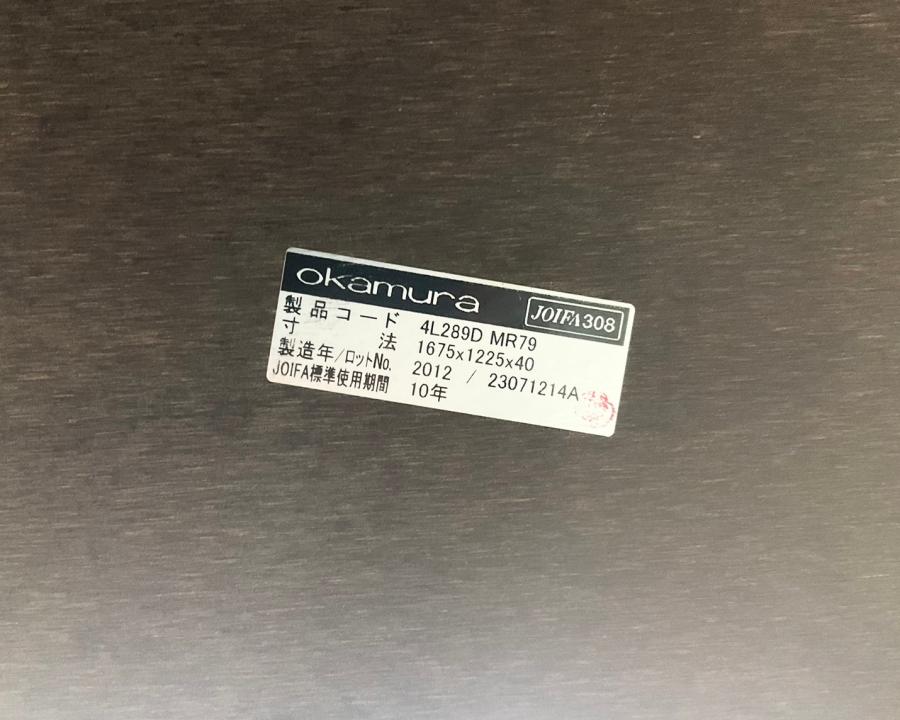 okamura
JOIFA308
製品コード 4L289D MR79
寸法 1675x1225x40
製造年/ロットNo. 2012 / 23071214A
JOIFA標準使用期間 10年